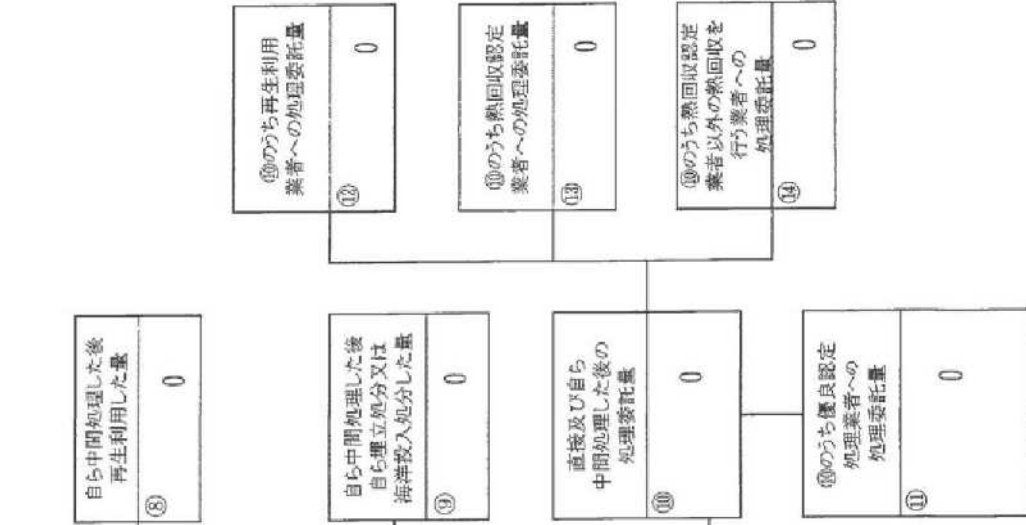 自ら中間処理した後
再生利用した量
⑧ 0
自ら中間処理した後
自ら埋立処分又は
海洋投入処分した量
⑨ 0
直接及び自ら
中間処理した後の
処理委託量
⑩ 0
⑩のうち優良認定
処理業者への
処理委託量
⑪ 0
⑩のうち再生利用
業者への処理委託量
⑫ 0
⑩のうち熱回収認定
業者への処理委託量
⑬ 0
⑩のうち熱回収認定
業者以外の熱回収を
行う業者への
処理委託量
⑭ 0